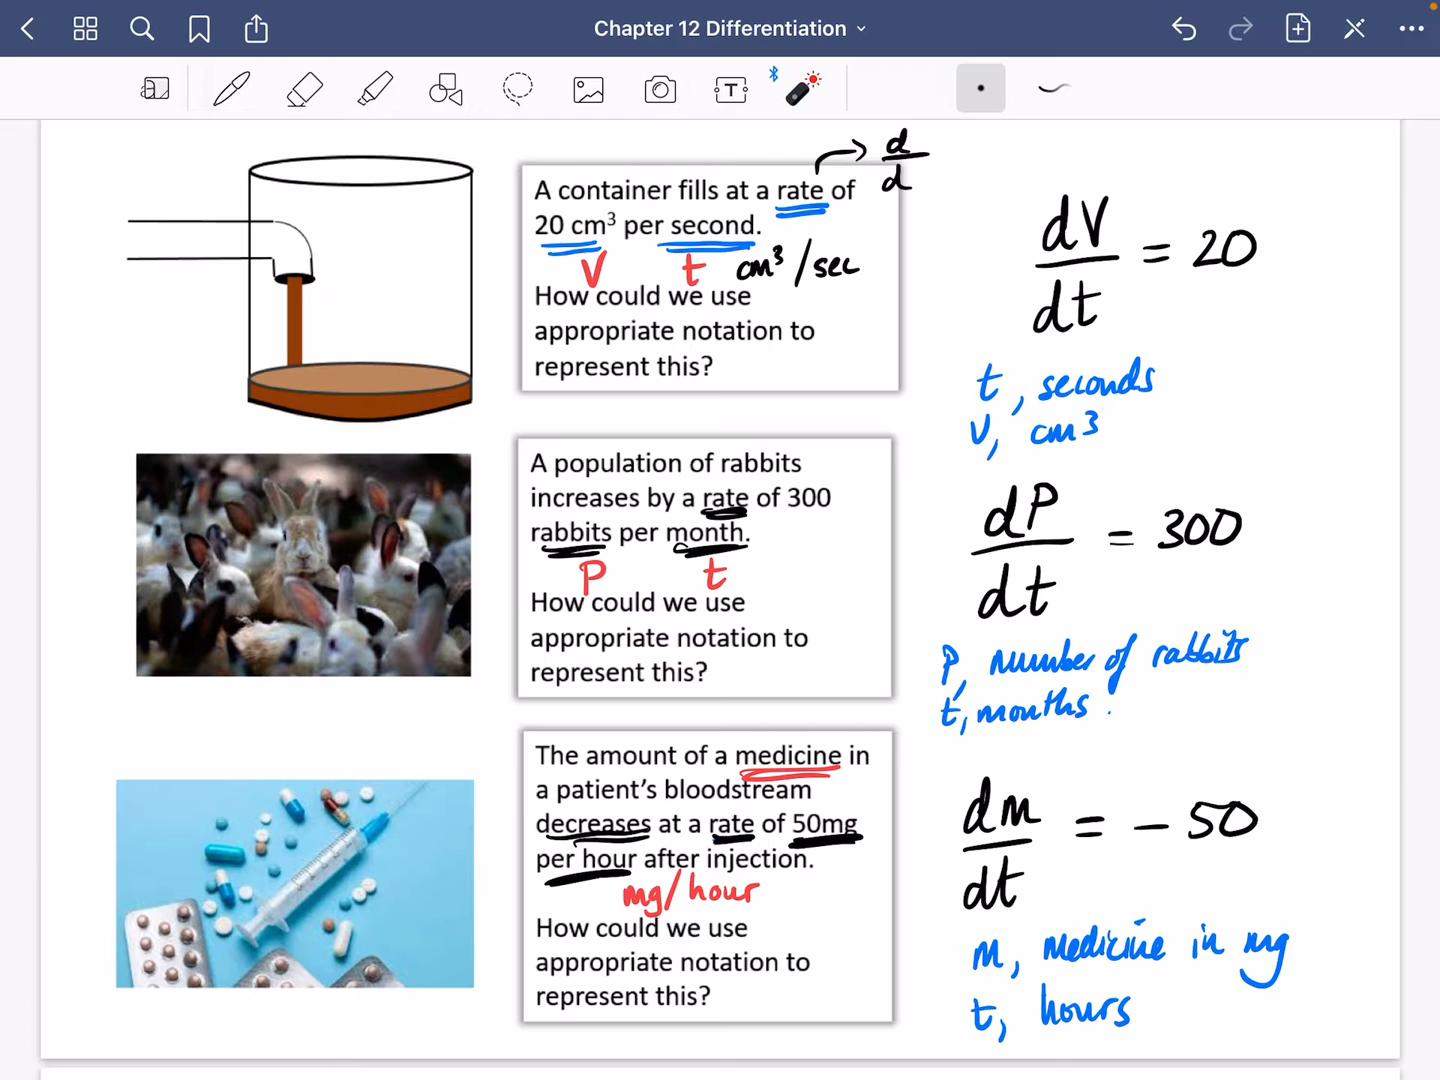 Chapter 12 Differentiation
T
d
d
A container fills at a rate of
20 cm³ per second.
V t cm³/sec
How could we use
appropriate notation to
represent this?
dV
dt
= 20
t, seconds
V, cm³
A population of rabbits
increases by a rate of 300
rabbits per month.
P t
How could we use
appropriate notation to
represent this?
dP
dt
= 300
P, number of rabbits
t, months.
The amount of a medicine in
a patient's bloodstream
decreases at a rate of 50mg
per hour after injection.
mg/hour
How could we use
appropriate notation to
represent this?
dm
dt
= - 50
m, medicine in mg
t, hours